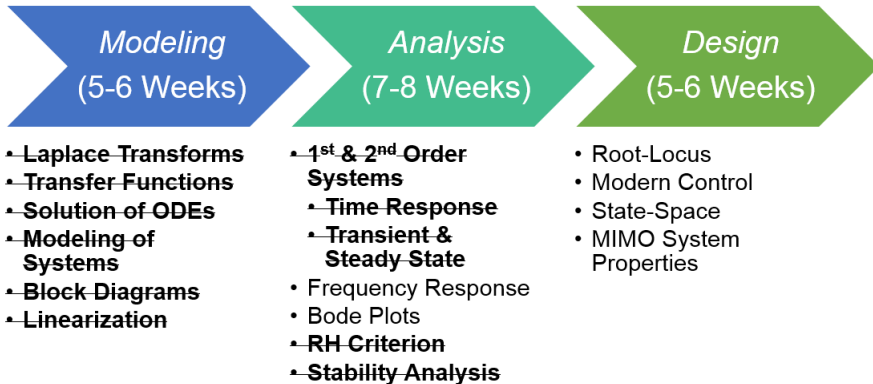 Modeling
(5-6 Weeks)
Analysis
(7-8 Weeks)
Design
(5-6 Weeks)
• Laplace Transforms
• Transfer Functions
• Solution of ODEs
• Modeling of
Systems
• Block Diagrams
• Linearization
• 1st & 2nd Order
Systems
• Time Response
• Transient &
Steady State
• Frequency Response
• Bode Plots
• RH Criterion
• Stability Analysis
• Root-Locus
• Modern Control
• State-Space
• MIMO System
Properties